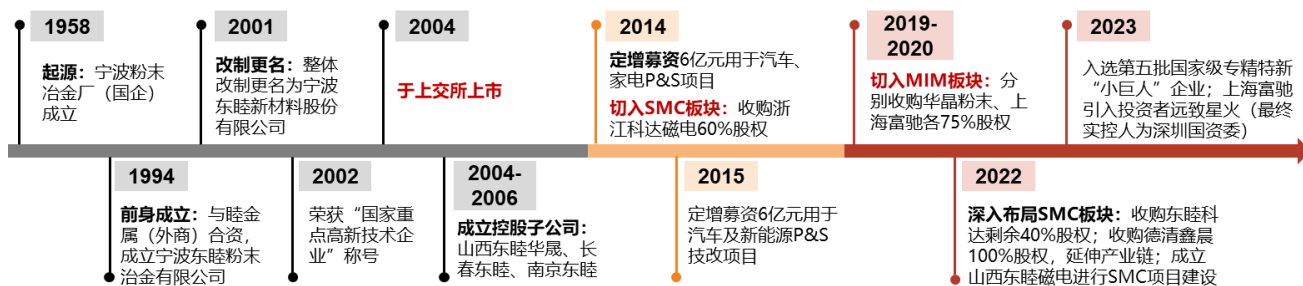 1958
起源：宁波粉末
冶金厂（国企）
成立
1994
前身成立：与睦金
属（外商）合资，
成立宁波东睦粉末
冶金有限公司
2001
改制更名：整体
改制更名为宁波
东睦新材料股份
有限公司
2002
荣获“国家重
点高新技术企
业”称号
2004
于上交所上市
2004-
2006
成立控股子公司：
山西东睦华晟、长
春东睦、南京东睦
2014
定增募资6亿元用于汽车、
家电P&S项目
切入SMC板块：收购浙
江科达磁电60%股权
2015
定增募资6亿元用于
汽车及新能源P&S
技改项目
2019-
2020
切入MIM板块：分
别收购华晶粉末、上
海富驰各75%股权
2022
深入布局SMC板块：收购东睦科
达剩余40%股权；收购德清鑫晨
100%股权，延伸产业链；成立
山西东睦磁电进行SMC项目建设
2023
入选第五批国家级专精特新
“小巨人”企业；上海富驰
引入投资者远致星火（最终
实控人为深圳国资委）